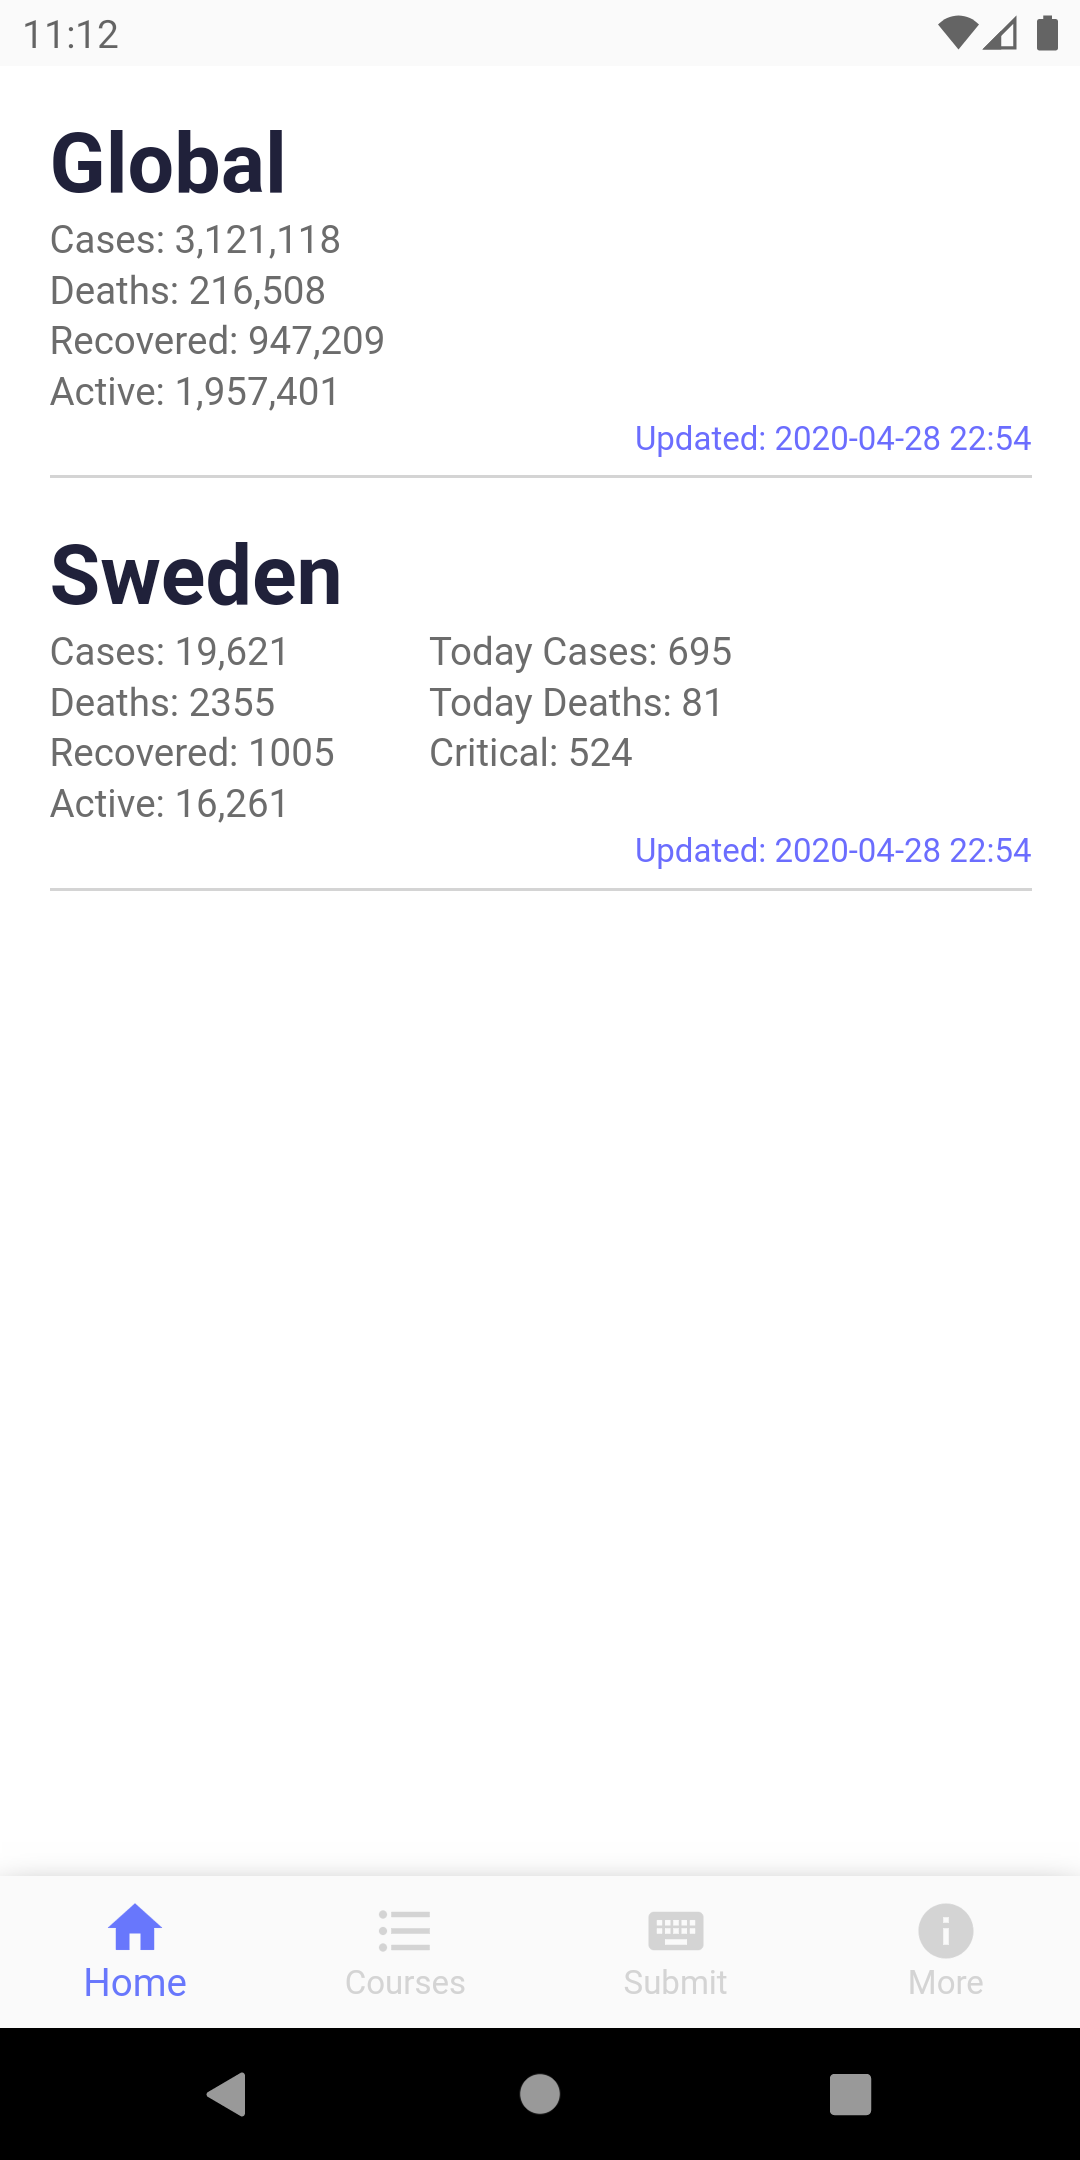 11:12
Global
Cases: 3,121,118
Deaths: 216,508
Recovered: 947,209
Active: 1,957,401
Updated: 2020-04-28 22:54
Sweden
Cases: 19,621 Today Cases: 695
Deaths: 2355 Today Deaths: 81
Recovered: 1005 Critical: 524
Active: 16,261
Updated: 2020-04-28 22:54
Home Courses Submit More